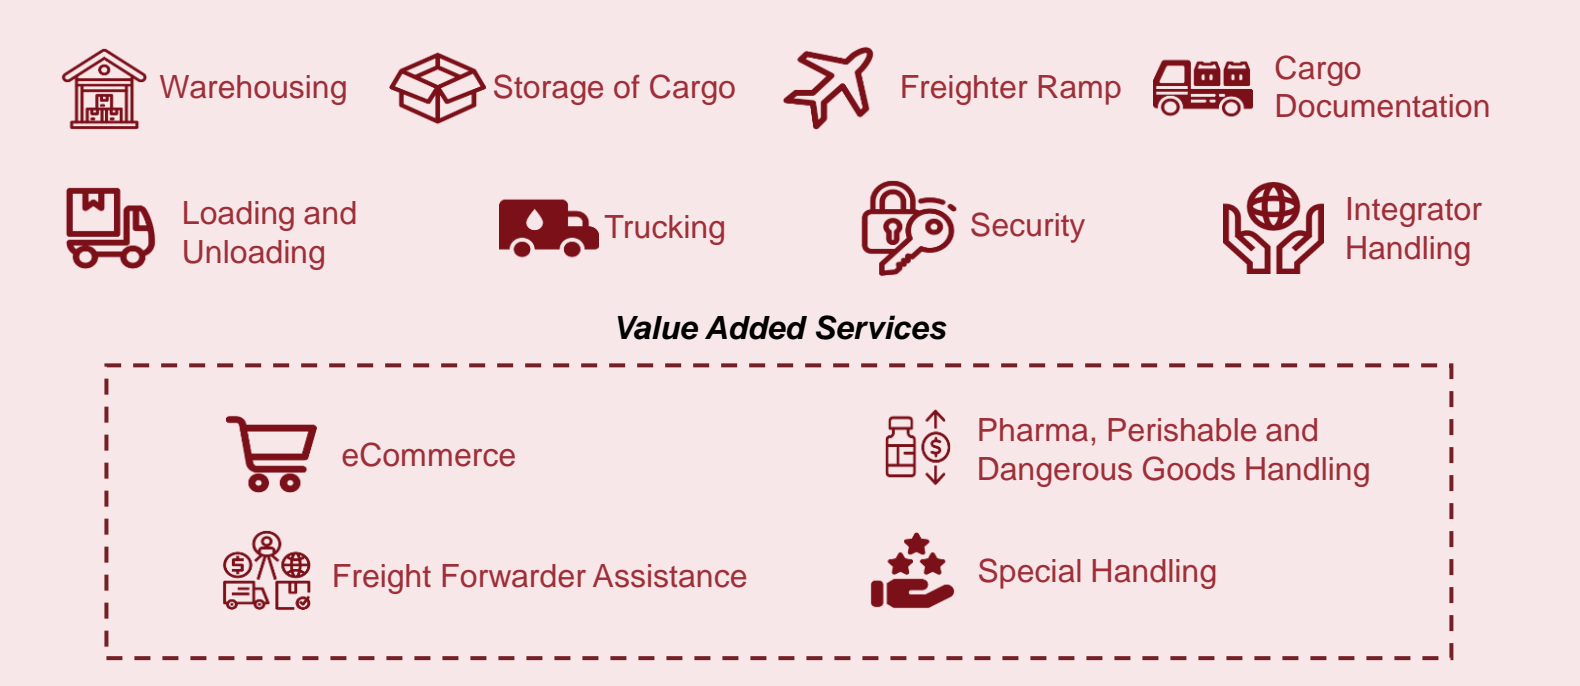 Warehousing
Storage of Cargo
Freighter Ramp
Cargo
Documentation
Loading and
Unloading
Trucking
Security
Integrator
Handling
Value Added Services
eCommerce
Pharma, Perishable and
Dangerous Goods Handling
Freight Forwarder Assistance
Special Handling